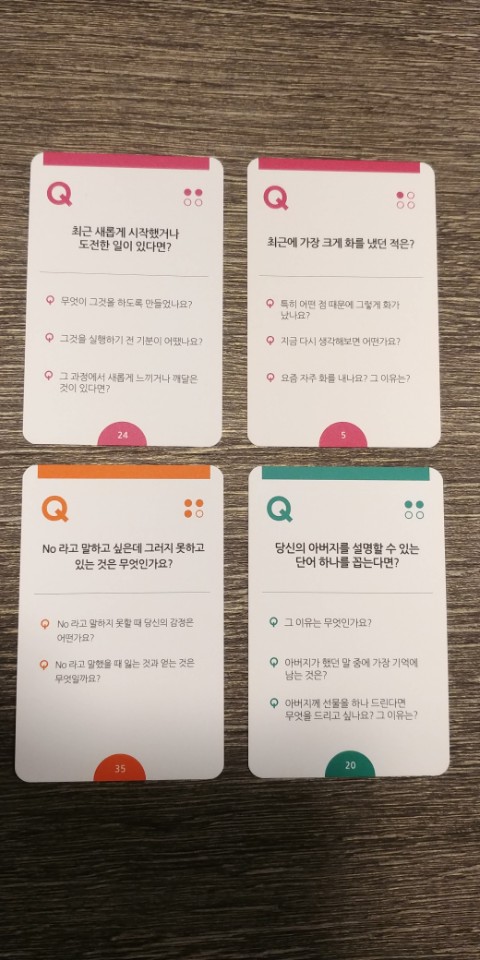 Q
최근 새롭게 시작했거나
도전한 일이 있다면?
Q 무엇이 그것을 하도록 만들었나요?
Q 그것을 실행하기 전 기분이 어땠나요?
Q 그 과정에서 새롭게 느끼거나 깨달은
것이 있다면?
24
Q
최근에 가장 크게 화를 냈던 적은?
Q 특히 어떤 점 때문에 그렇게 화가
났나요?
Q 지금 다시 생각해보면 어떤가요?
Q 요즘 자주 화를 내나요? 그 이유는?
5
Q
No 라고 말하고 싶은데 그러지 못하고
있는 것은 무엇인가요?
Q No 라고 말하지 못할 때 당신의 감정은
어떤가요?
Q No 라고 말했을 때 잃는 것과 얻는 것은
무엇일까요?
35
Q
당신의 아버지를 설명할 수 있는
단어 하나를 꼽는다면?
Q 그 이유는 무엇인가요?
Q 아버지가 했던 말 중에 가장 기억에
남는 것은?
Q 아버지께 선물을 하나 드린다면
무엇을 드리고 싶나요? 그 이유는?
20